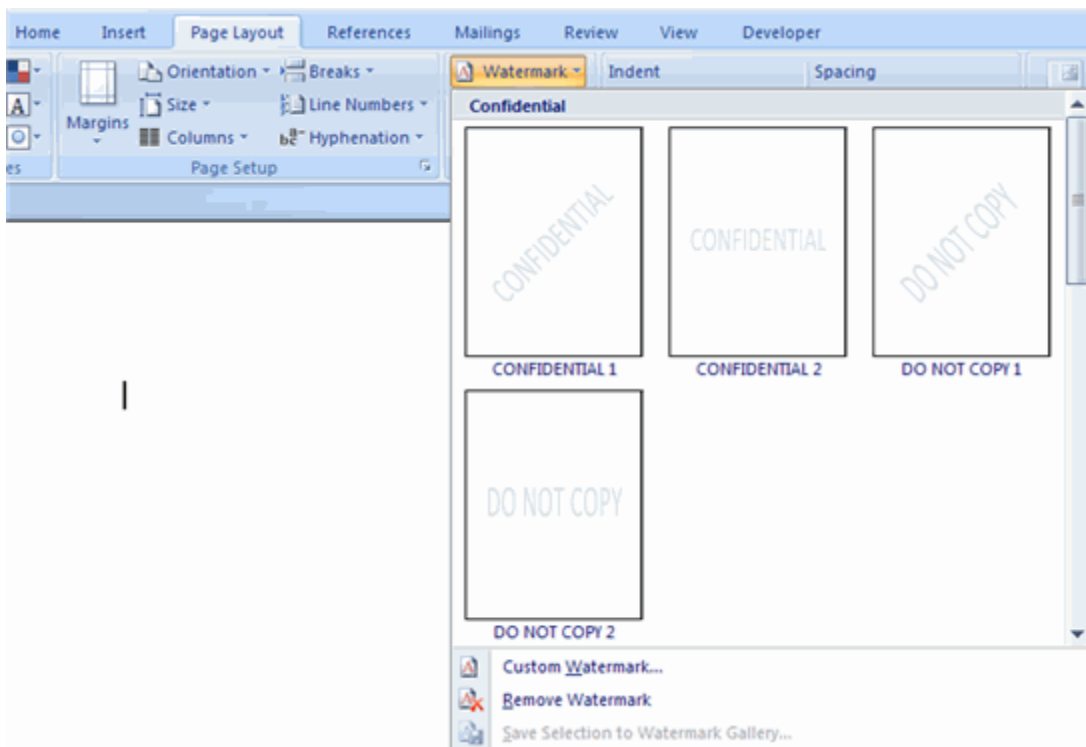 Home Insert Page Layout References Mailings Review View Developer
Orientation Breaks Watermark Indent Spacing
A Size Line Numbers
Margins Columns Hyphenation
es Page Setup
Confidential
CONFIDENTIAL CONFIDENTIAL DO NOT COPY
CONFIDENTIAL 1 CONFIDENTIAL 2 DO NOT COPY 1
DO NOT COPY
DO NOT COPY 2
Custom Watermark...
Remove Watermark
Save Selection to Watermark Gallery...